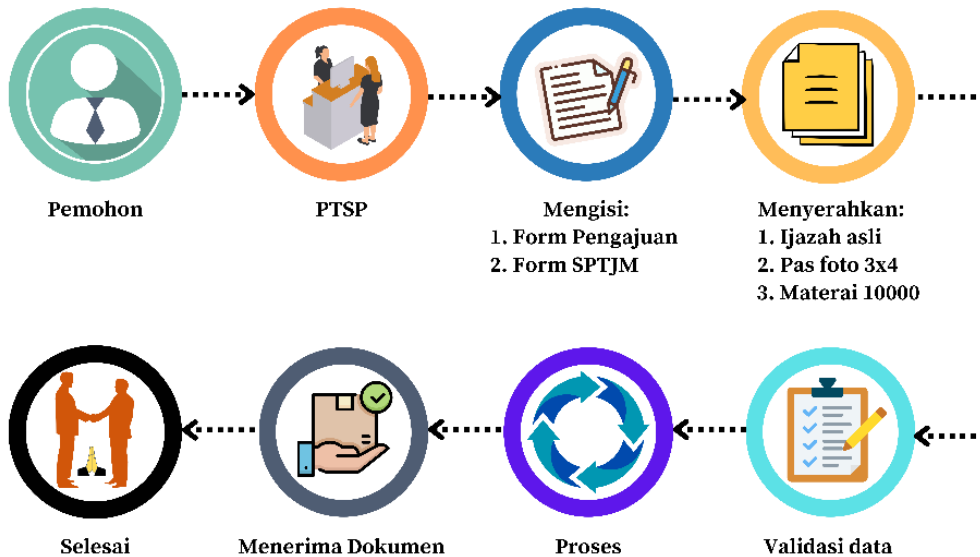 Pemohon
PTSP
Mengisi:
1. Form Pengajuan
2. Form SPTJM
Menyerahkan:
1. Ijazah asli
2. Pas foto 3x4
3. Materai 10000
Validasi data
Proses
Menerima Dokumen
Selesai